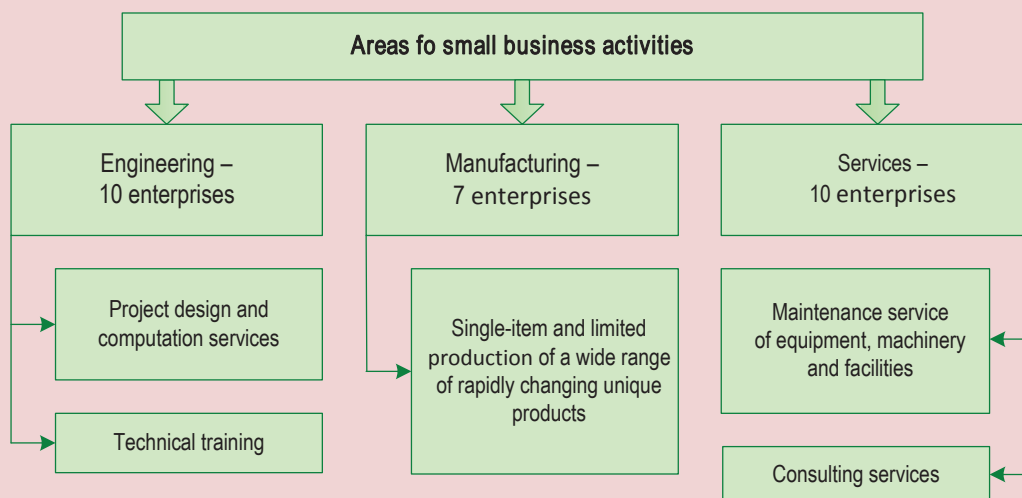 Areas fo small business activities
Engineering –
10 enterprises
Project design and
computation services
Technical training
Manufacturing –
7 enterprises
Single-item and limited
production of a wide range
of rapidly changing unique
products
Services –
10 enterprises
Maintenance service
of equipment, machinery
and facilities
Consulting services